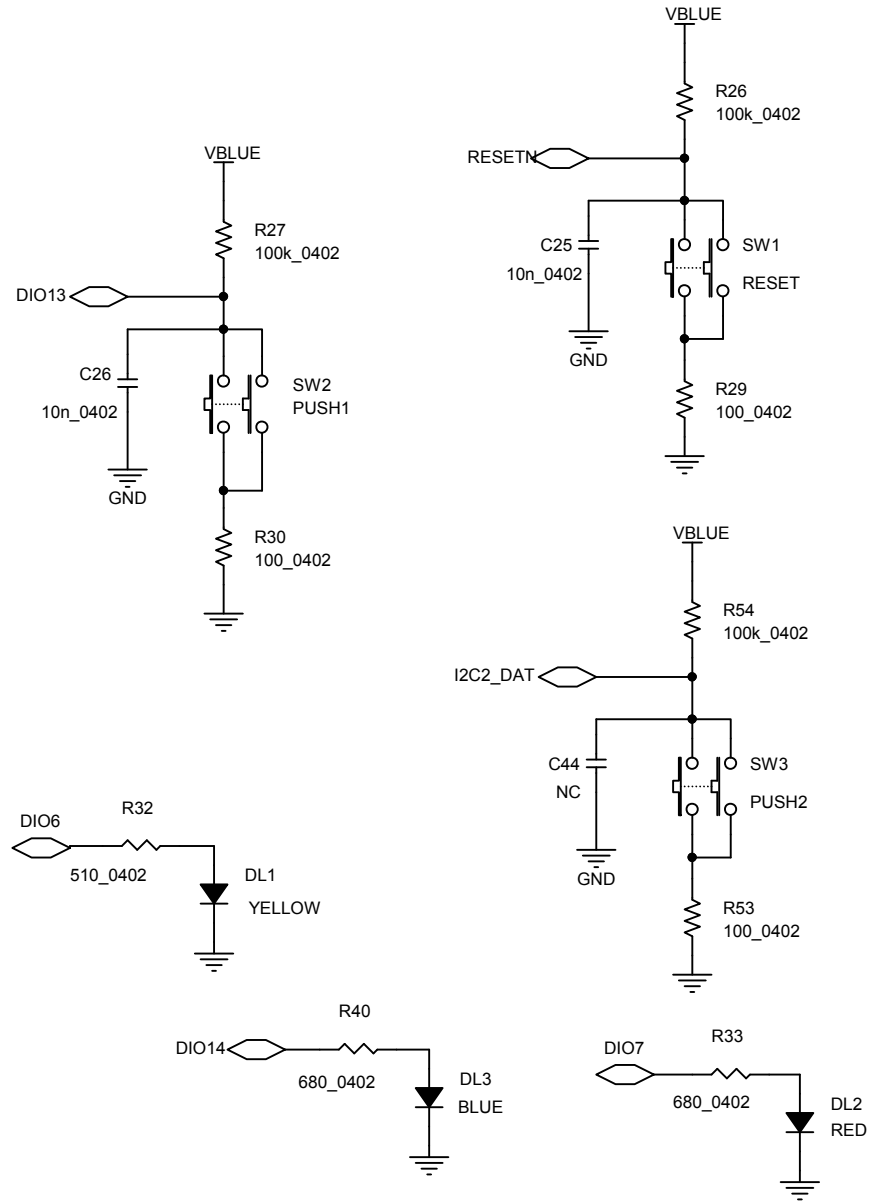 VBLUE
R26
100k_0402
RESETN
C25
10n_0402
SW1
RESET
GND
R29
100_0402
VBLUE
R27
100k_0402
DIO13
C26
10n_0402
SW2
PUSH1
GND
R30
100_0402
VBLUE
R54
100k_0402
I2C2_DAT
C44
NC
SW3
PUSH2
GND
R53
100_0402
DIO6
R32
510_0402
DL1
YELLOW
DIO14
R40
680_0402
DL3
BLUE
DIO7
R33
680_0402
DL2
RED